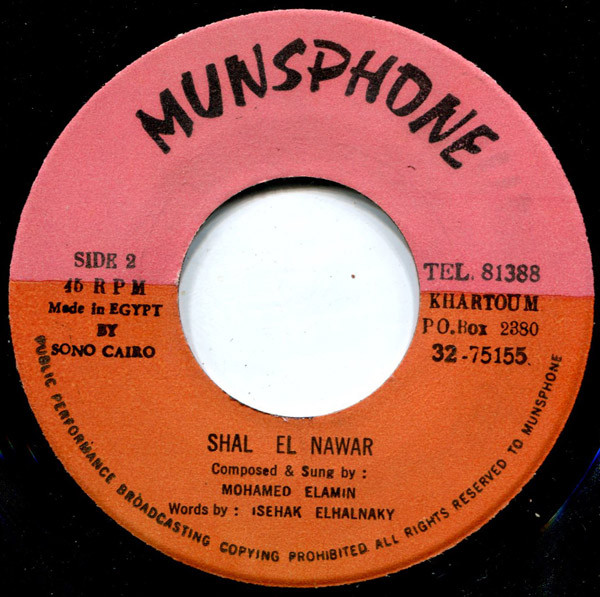 MUNSPHONE
SIDE 2
45 RPM
Made in EGYPT
BY
SONO CAIRO
TEL. 81388
KHARTOUM
P.O.Box 2380
32-75155
SHAL EL NAWAR
Composed & Sung by :
MOHAMED ELAMIN
Words by : ISEHAK ELHALNAKY
PUBLIC PERFORMANCE BROADCASTING COPYING PROHIBITED ALL RIGHTS RESERVED TO MUNSPHONE